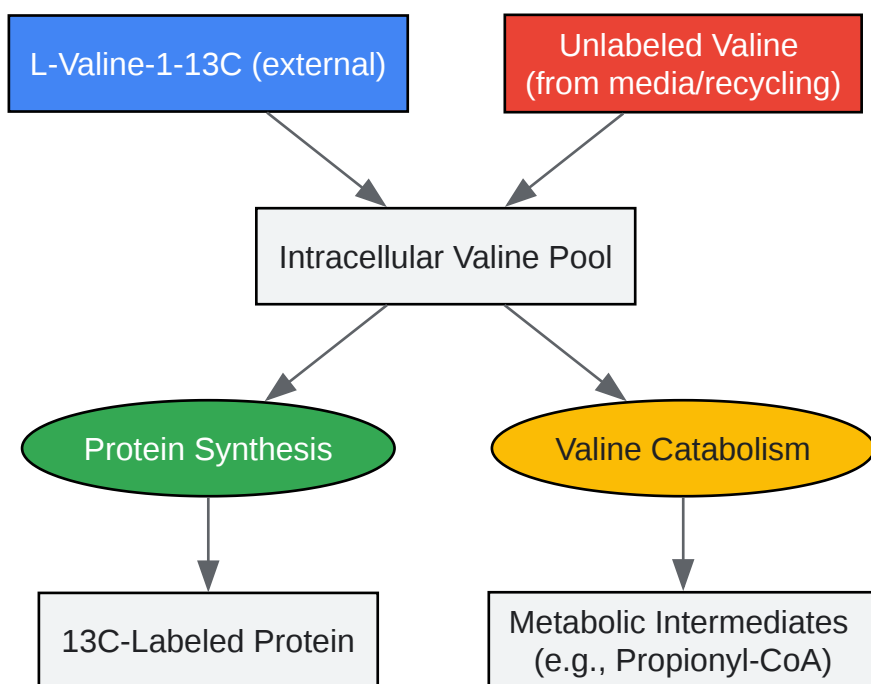 L-Valine-1-13C (external)
Unlabeled Valine
(from media/recycling)
Intracellular Valine Pool
Protein Synthesis
Valine Catabolism
13C-Labeled Protein
Metabolic Intermediates
(e.g., Propionyl-CoA)